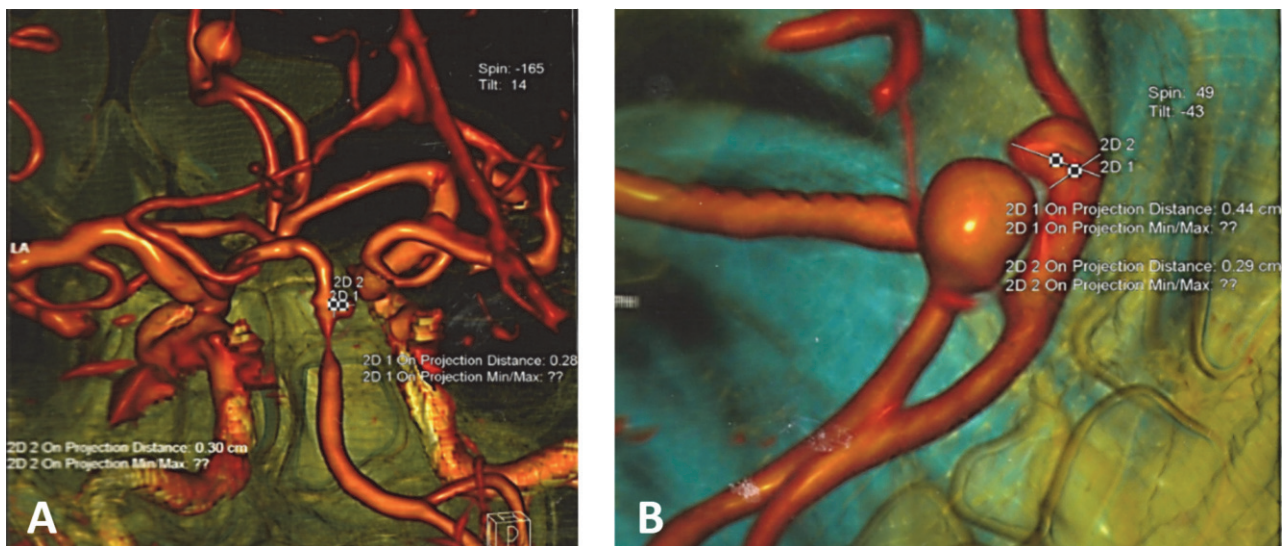 Spin: -165
Tilt: 14
LA
2D 2
2D 1
2D 1 On Projection Distance: 0.28
2D 1 On Projection Min/Max: ??
2D 2 On Projection Distance: 0.30 cm
2D 2 On Projection Min/Max: ??
P
A
Spin: 49
Tilt: -43
2D 2
2D 1
2D 1 On Projection Distance: 0.44 cm
2D 1 On Projection Min/Max: ??
2D 2 On Projection Distance: 0.29 cm
2D 2 On Projection Min/Max: ??
B